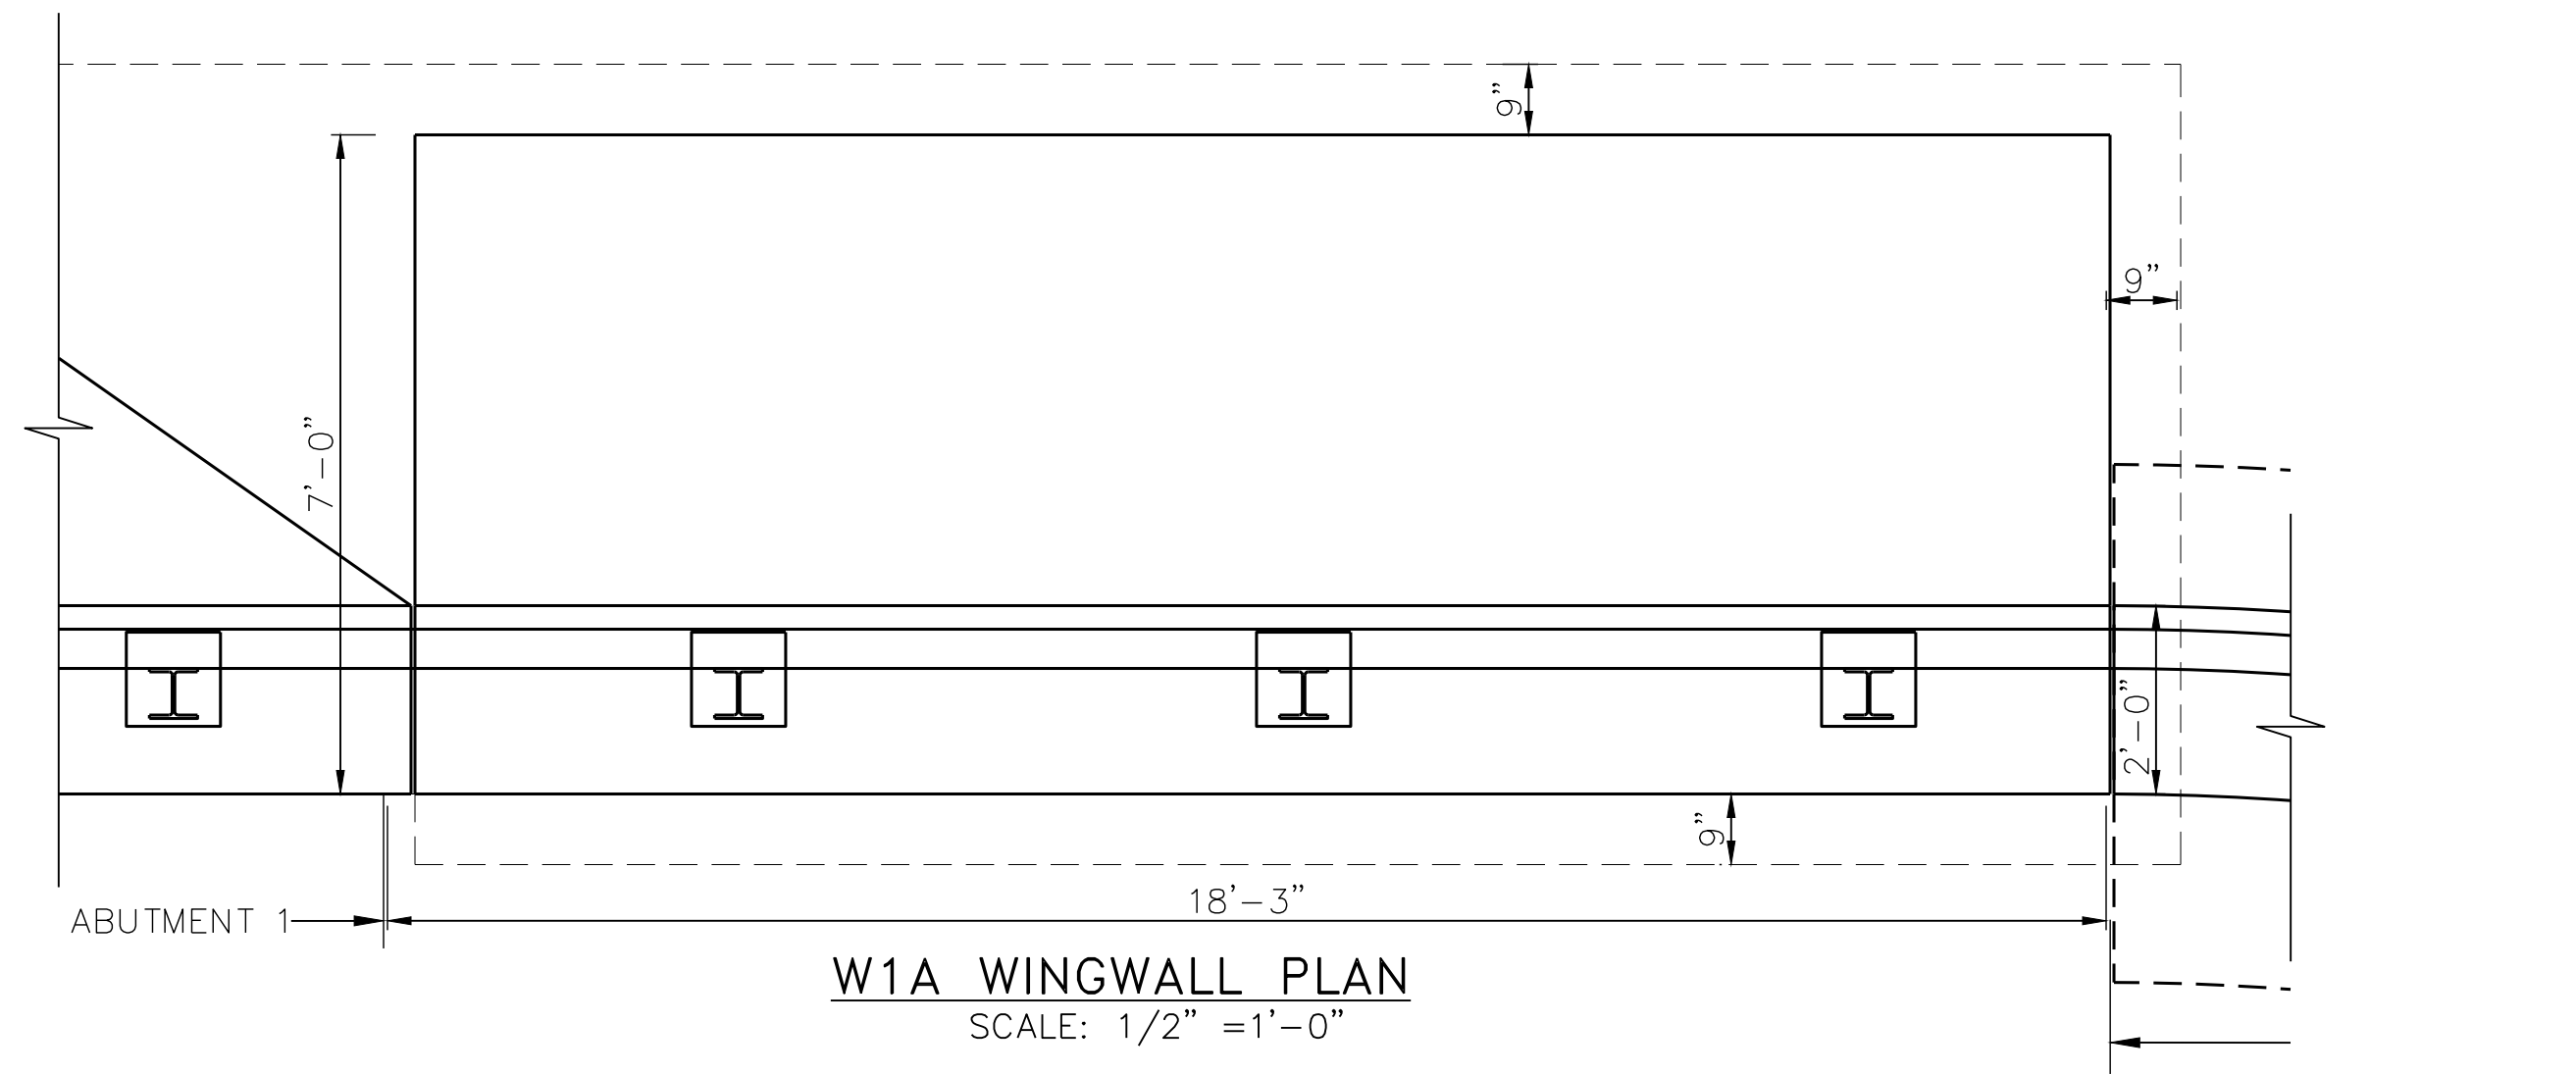 9"
9"
7'-0"
2'-0"
9"
18'-3"
ABUTMENT 1
W1A WINGWALL PLAN
SCALE: 1/2" =1'-0"